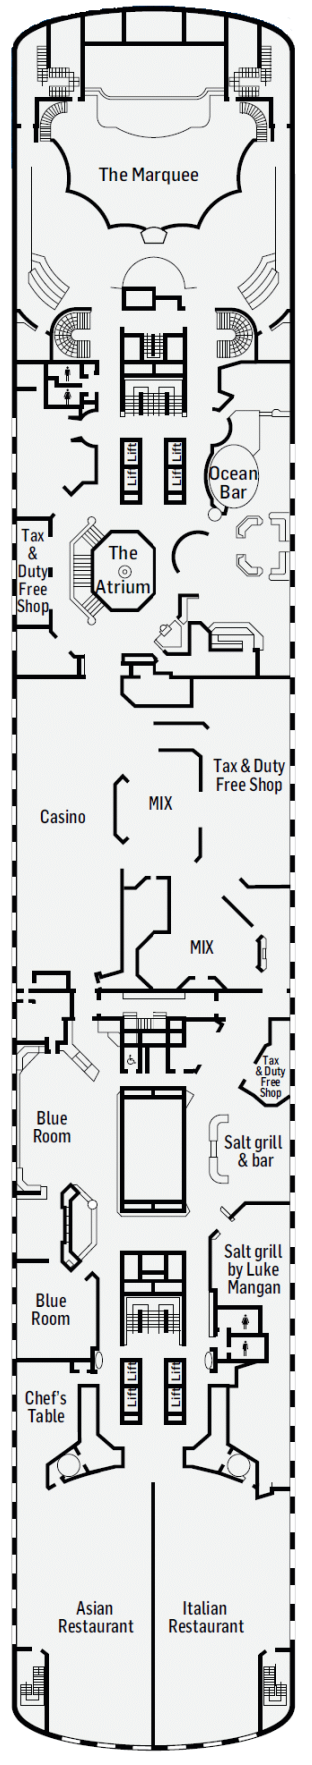 The Marquee
Lift
Lift
Lift
Lift
Ocean
Bar
Tax
&
Duty
Free
Shop
The
Atrium
Tax & Duty
Free Shop
MIX
Casino
MIX
Tax
& Duty
Free
Shop
Blue
Room
Salt grill
& bar
Salt grill
by Luke
Mangan
Blue
Room
Lift
Lift
Lift
Lift
Chef's
Table
Asian
Restaurant
Italian
Restaurant